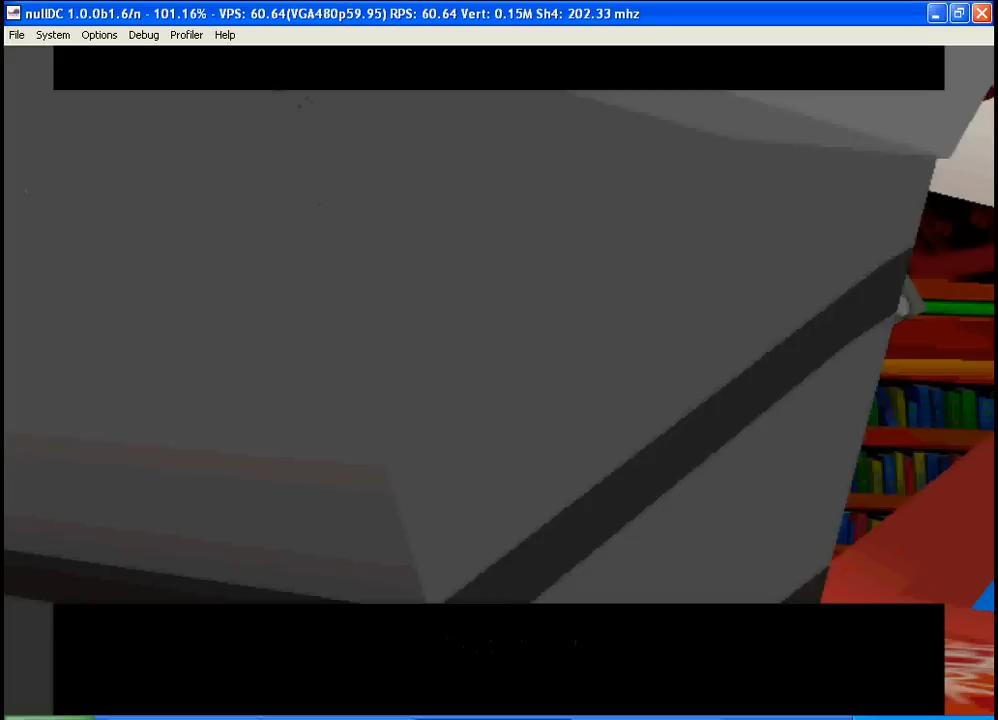 nullDC 1.0.0b1.6/n - 101.16% - VPS: 60.64(VGA480p59.95) RPS: 60.64 Vert: 0.15M Sh4: 202.33 mhz
File System Options Debug Profiler Help